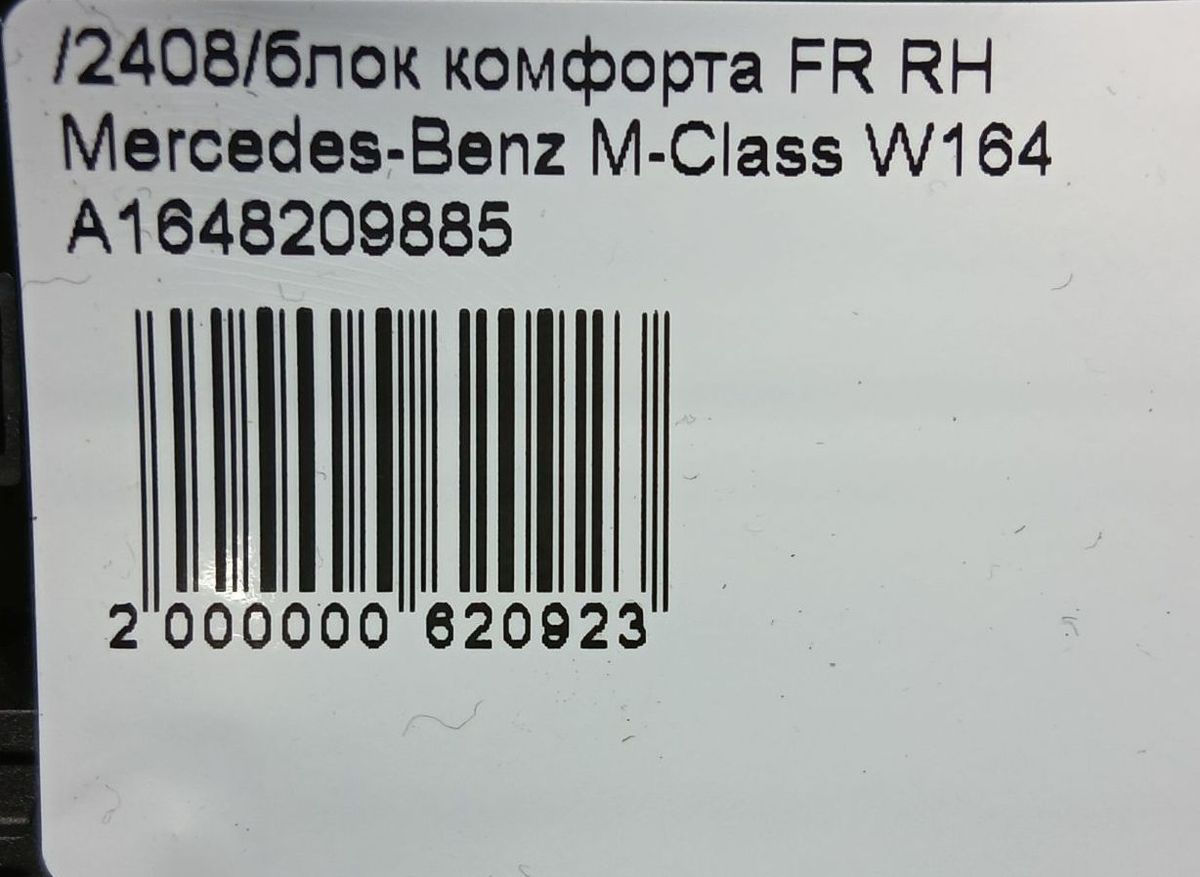 /2408/блок комфорта FR RH
Mercedes-Benz M-Class W164
A1648209885
2 000000 620923